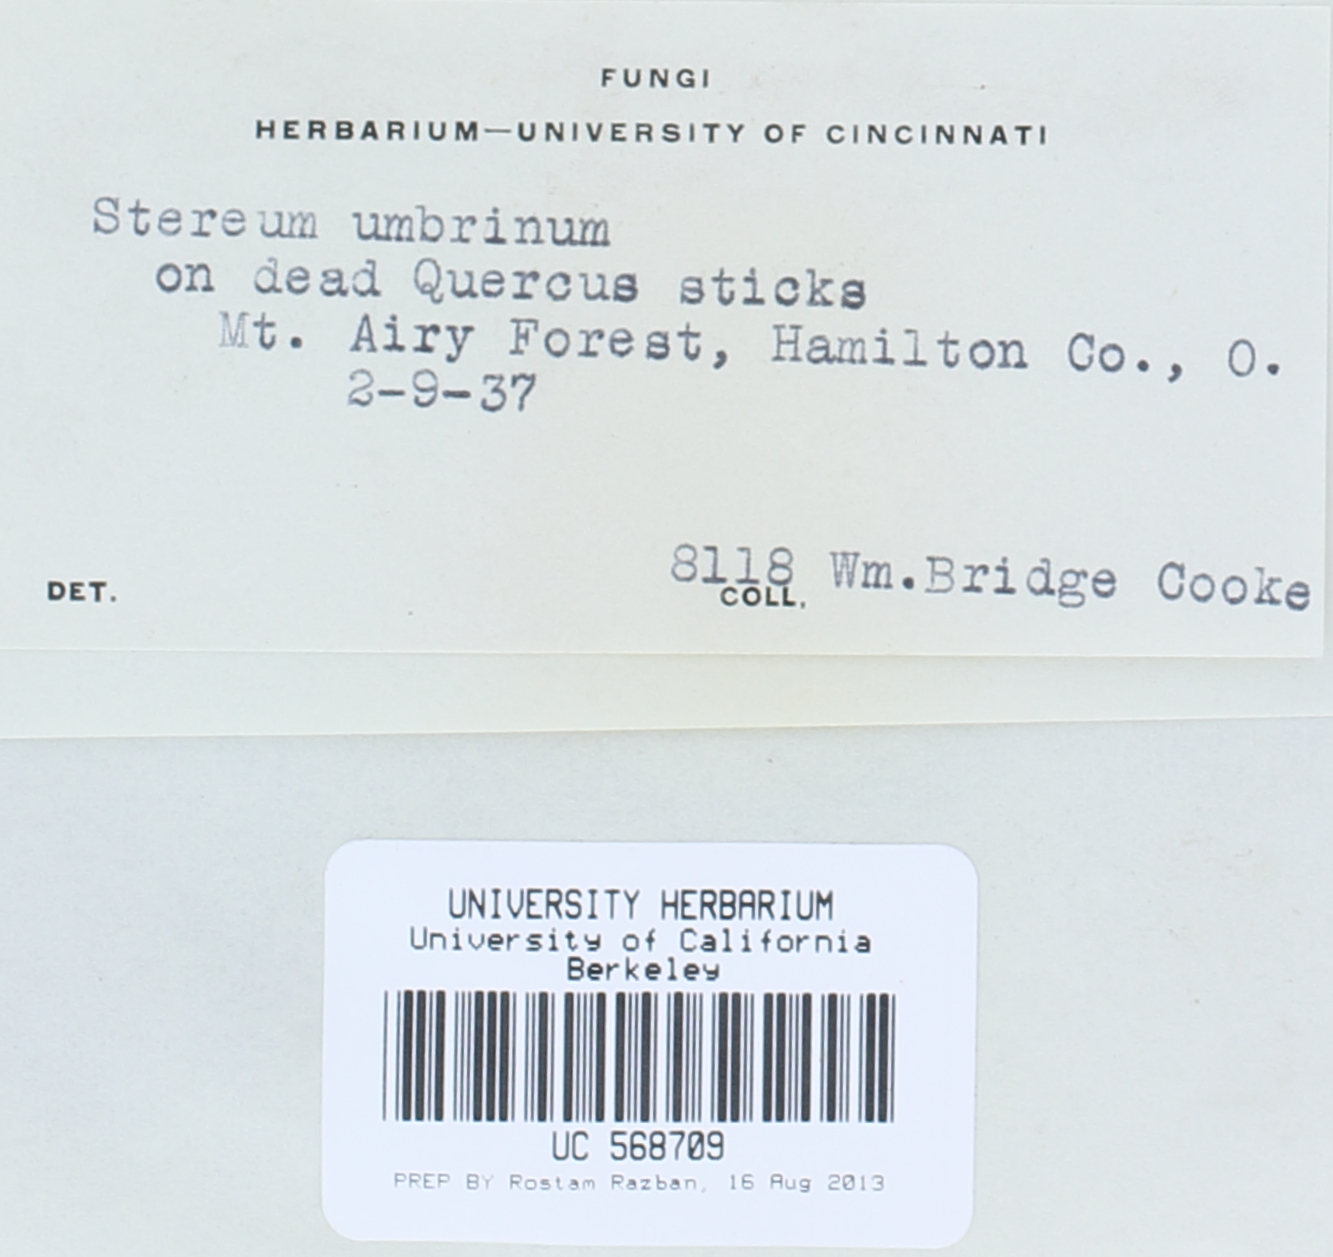 FUNGI
HERBARIUM—UNIVERSITY OF CINCINNATI
Stereum umbrinum
on dead Quercus sticks
Mt. Airy Forest, Hamilton Co., O.
2-9-37
8118 Wm.Bridge Cooke
DET. COLL.
UNIVERSITY HERBARIUM
University of California
Berkeley
UC 568709
PREP BY Rostam Razban, 16 Aug 2013